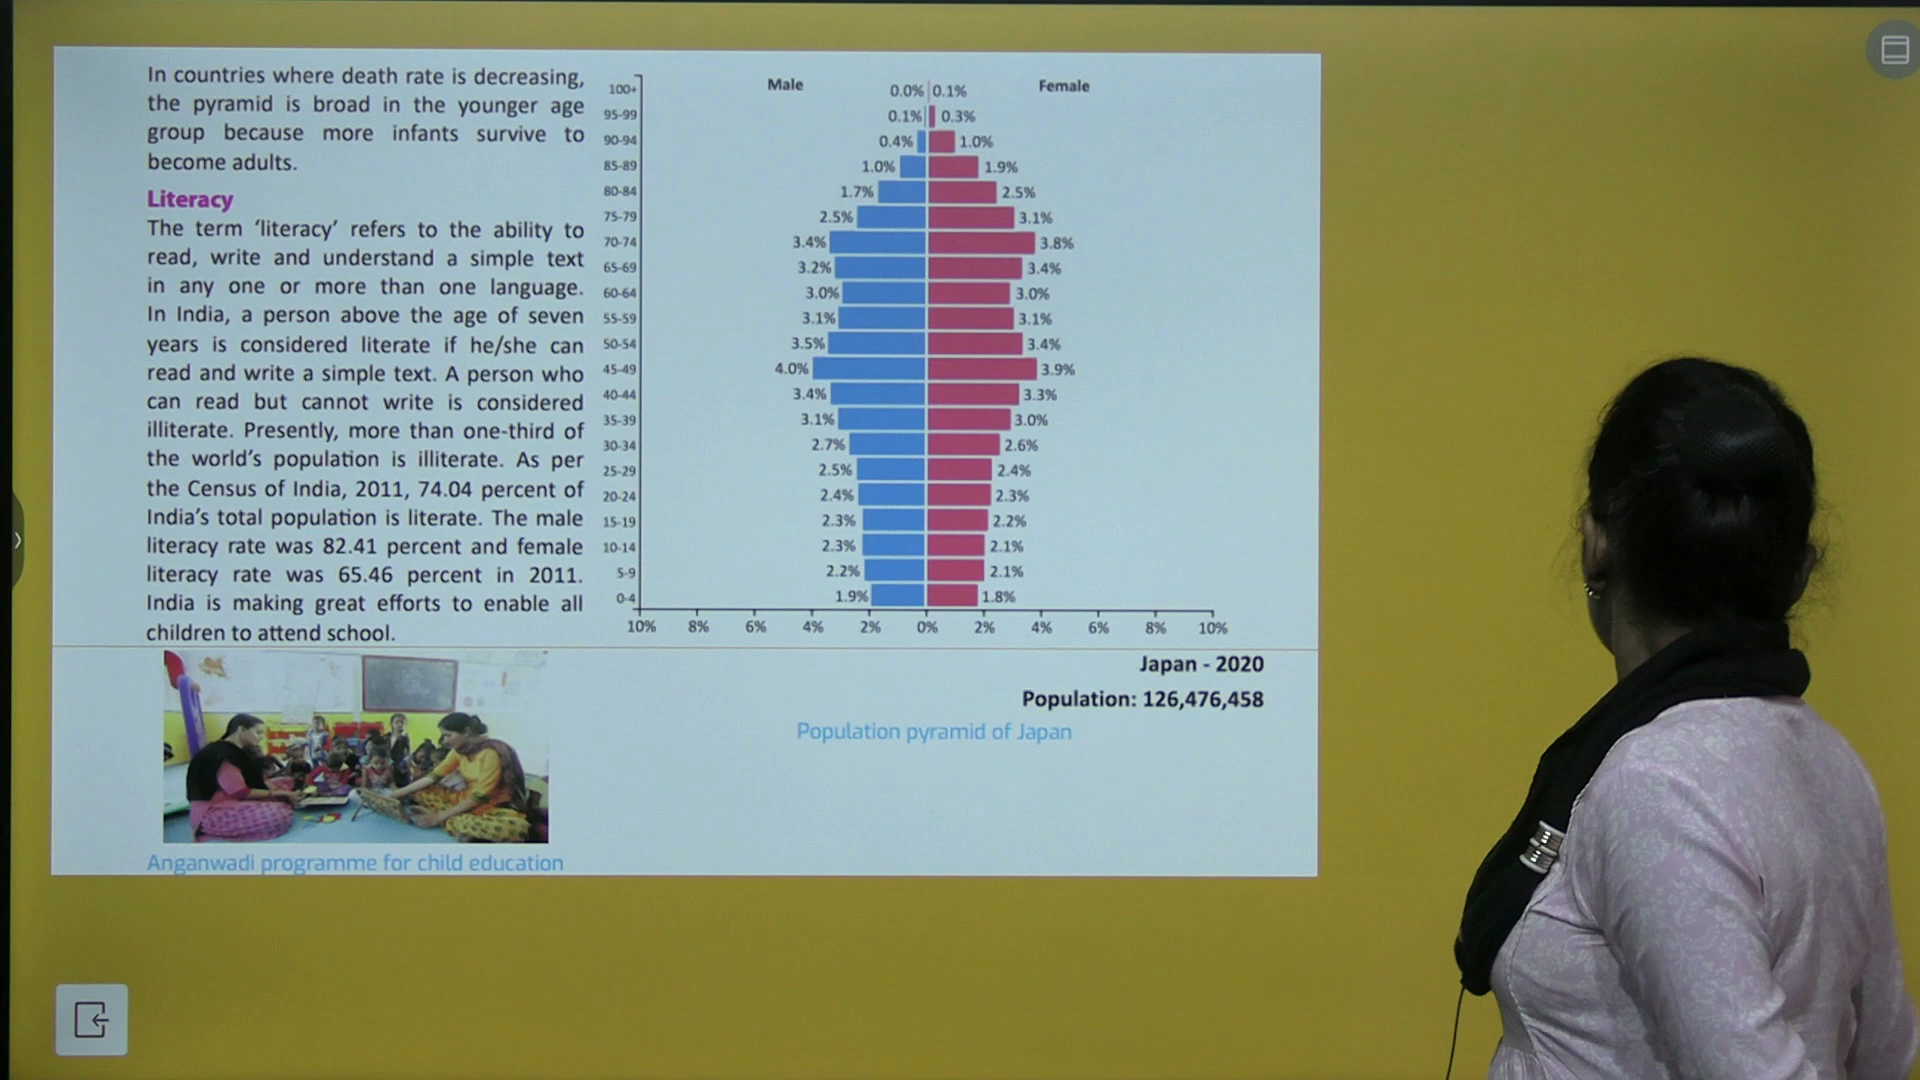 In countries where death rate is decreasing,
the pyramid is broad in the younger age
group because more infants survive to
become adults.
Literacy
The term ‘literacy’ refers to the ability to
read, write and understand a simple text
in any one or more than one language.
In India, a person above the age of seven
years is considered literate if he/she can
read and write a simple text. A person who
can read but cannot write is considered
illiterate. Presently, more than one-third of
the world’s population is illiterate. As per
the Census of India, 2011, 74.04 percent of
India’s total population is literate. The male
literacy rate was 82.41 percent and female
literacy rate was 65.46 percent in 2011.
India is making great efforts to enable all
children to attend school.
Anganwadi programme for child education
Male Female
100+ 0.0% 0.1%
95-99 0.1% 0.3%
90-94 0.4% 1.0%
85-89 1.0% 1.9%
80-84 1.7% 2.5%
75-79 2.5% 3.1%
70-74 3.4% 3.8%
65-69 3.2% 3.4%
60-64 3.0% 3.0%
55-59 3.1% 3.1%
50-54 3.5% 3.4%
45-49 4.0% 3.9%
40-44 3.4% 3.3%
35-39 3.1% 3.0%
30-34 2.7% 2.6%
25-29 2.5% 2.4%
20-24 2.4% 2.3%
15-19 2.3% 2.2%
10-14 2.3% 2.1%
5-9 2.2% 2.1%
0-4 1.9% 1.8%
10% 8% 6% 4% 2% 0% 2% 4% 6% 8% 10%
Japan - 2020
Population: 126,476,458
Population pyramid of Japan